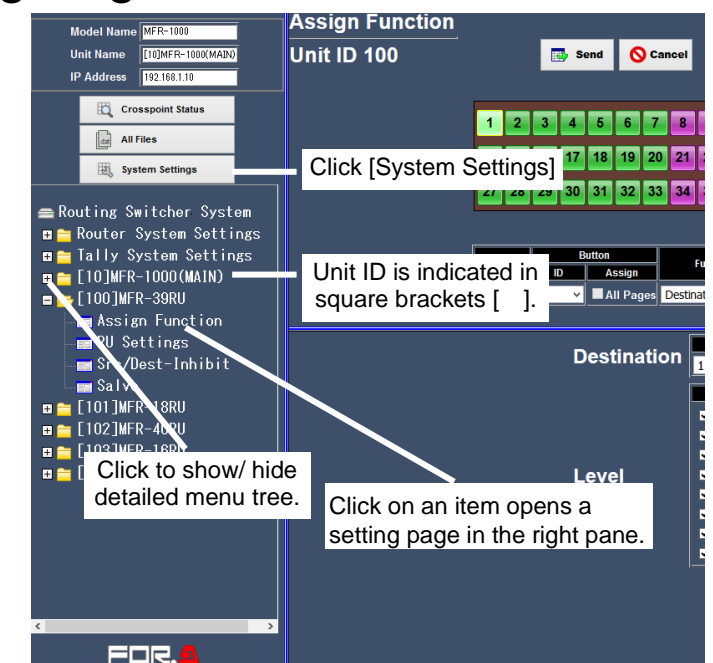 Model Name MFR-1000
Unit Name [10]MFR-1000(MAIN)
IP Address 192.168.1.10
Crosspoint Status
All Files
System Settings
Routing Switcher System
Router System Settings
Tally System Settings
[10]MFR-1000(MAIN)
[100]MFR-39RU
Assign Function
RU Settings
Src/Dest-Inhibit
Salvo
[101]MFR-18RU
[102]MFR-40RU
[103]MFR-16RU
[
Click to show/ hide
detailed menu tree.
FOR.A
Assign Function
Unit ID 100
Send
Cancel
1 2 3 4 5 6 7 8
17 18 19 20 21
27 28 29 30 31 32 33 34
Click [System Settings]
Unit ID is indicated in
square brackets [ ].
Button
ID Assign
All Pages
Destination
1
Level
Click on an item opens a
setting page in the right pane.